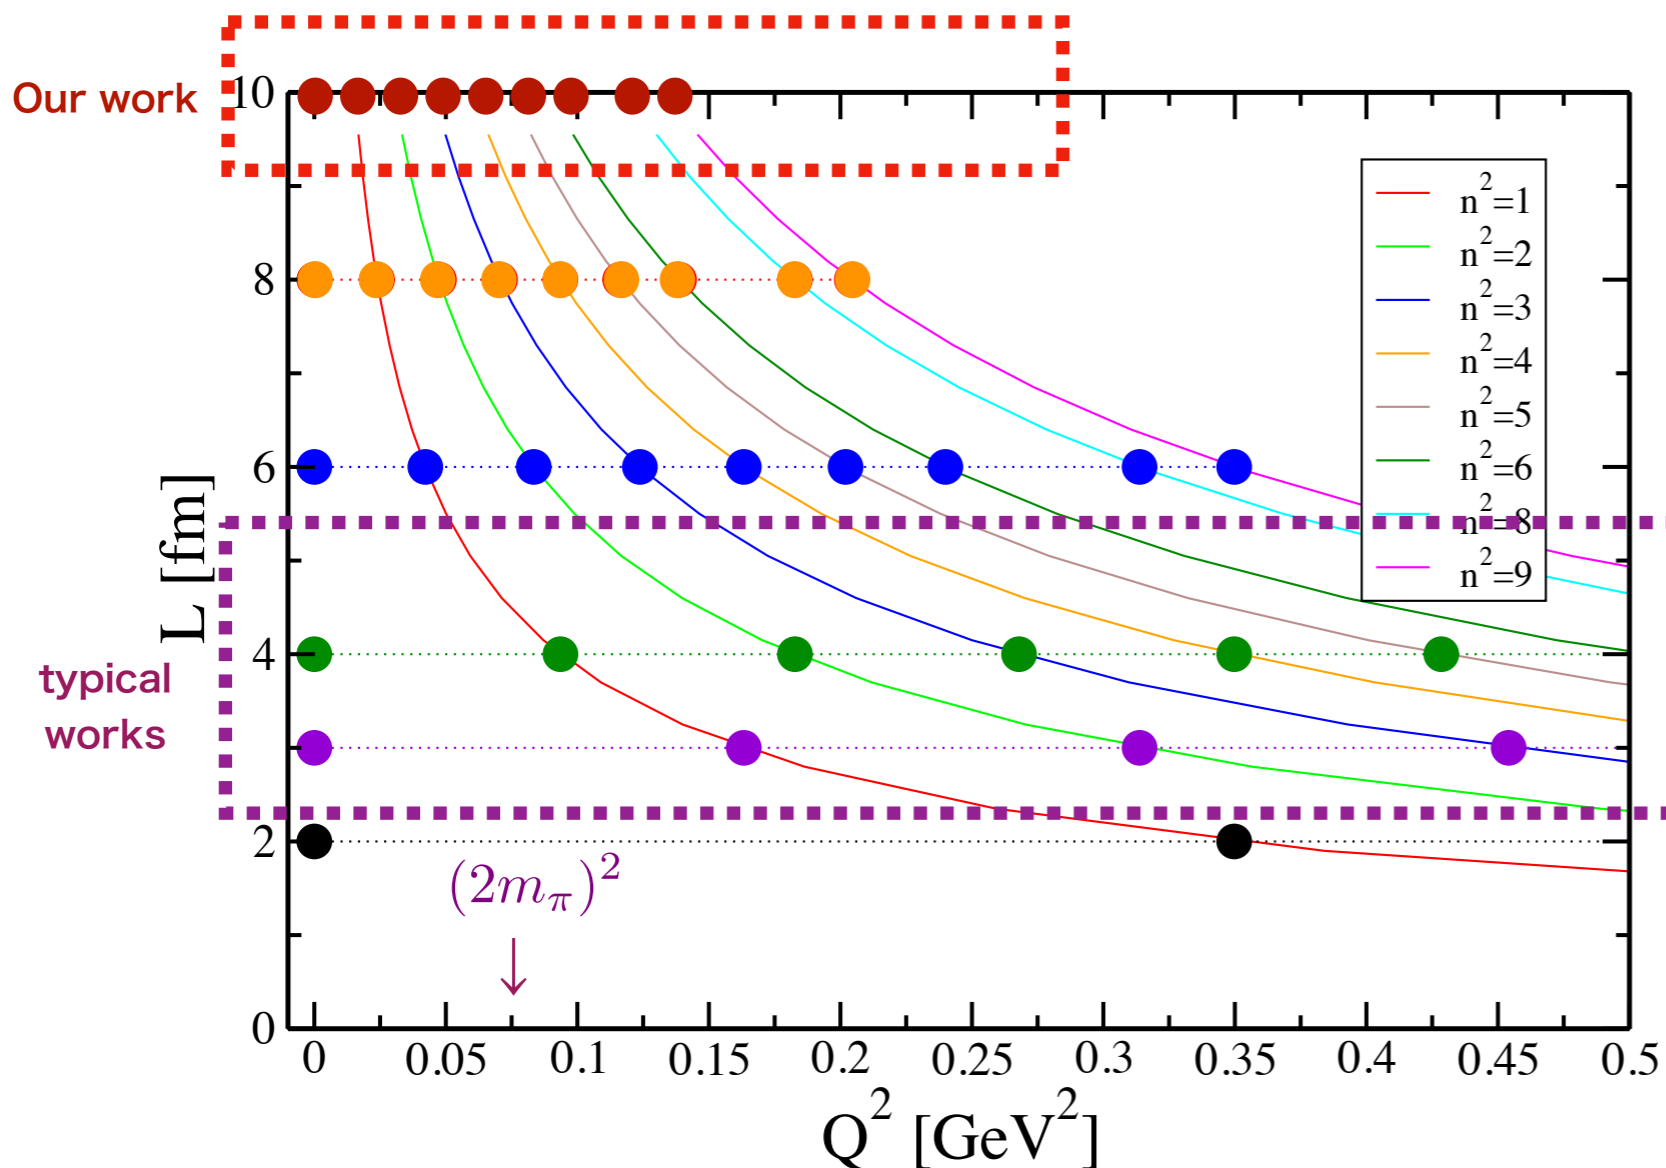 Our work
typical
works
L [fm]
10
8
6
4
2
0
n²=1
n²=2
n²=3
n²=4
n²=5
n²=6
n²=8
n²=9
(2m_π)²
↓
0 0.05 0.1 0.15 0.2 0.25 0.3 0.35 0.4 0.45 0.5
Q² [GeV²]